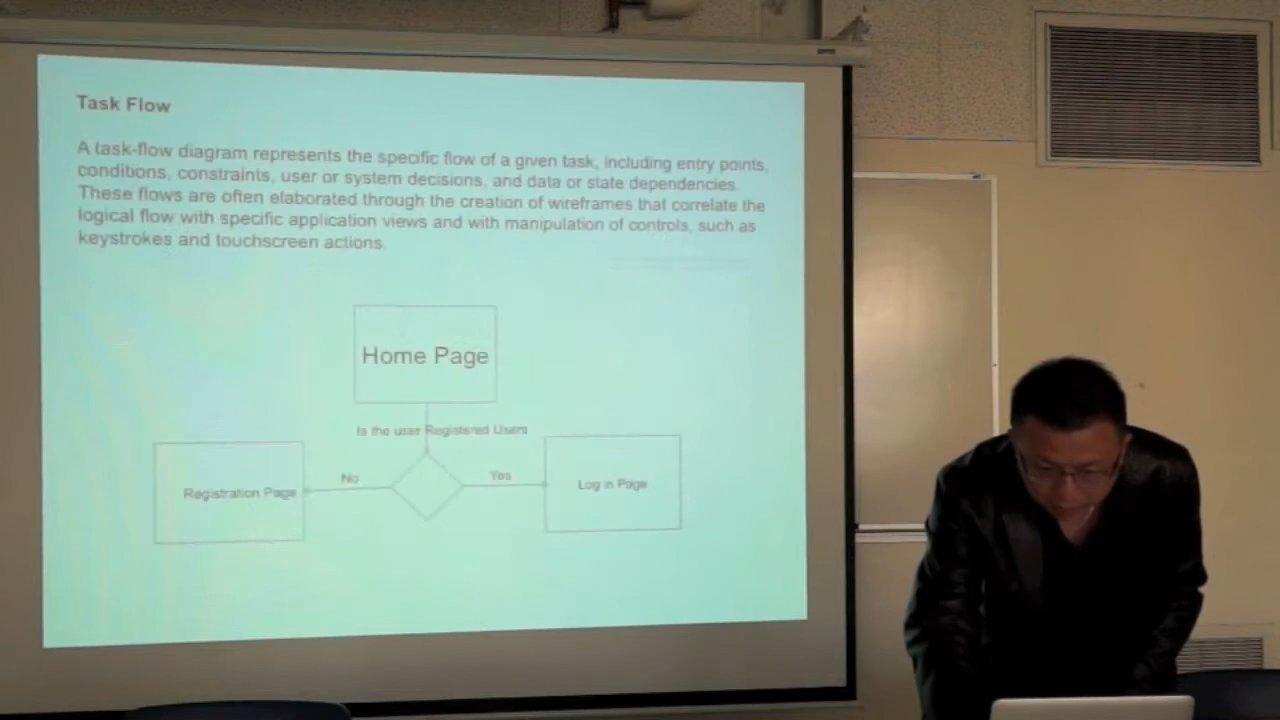 Task Flow
A task-flow diagram represents the specific flow of a given task, including entry points,
conditions, constraints, user or system decisions, and data or state dependencies.
These flows are often elaborated through the creation of wireframes that correlate the
logical flow with specific application views and with manipulation of controls, such as
keystrokes and touchscreen actions.
Home Page
Is the user Registered Users
No
Yes
Registration Page
Log in Page